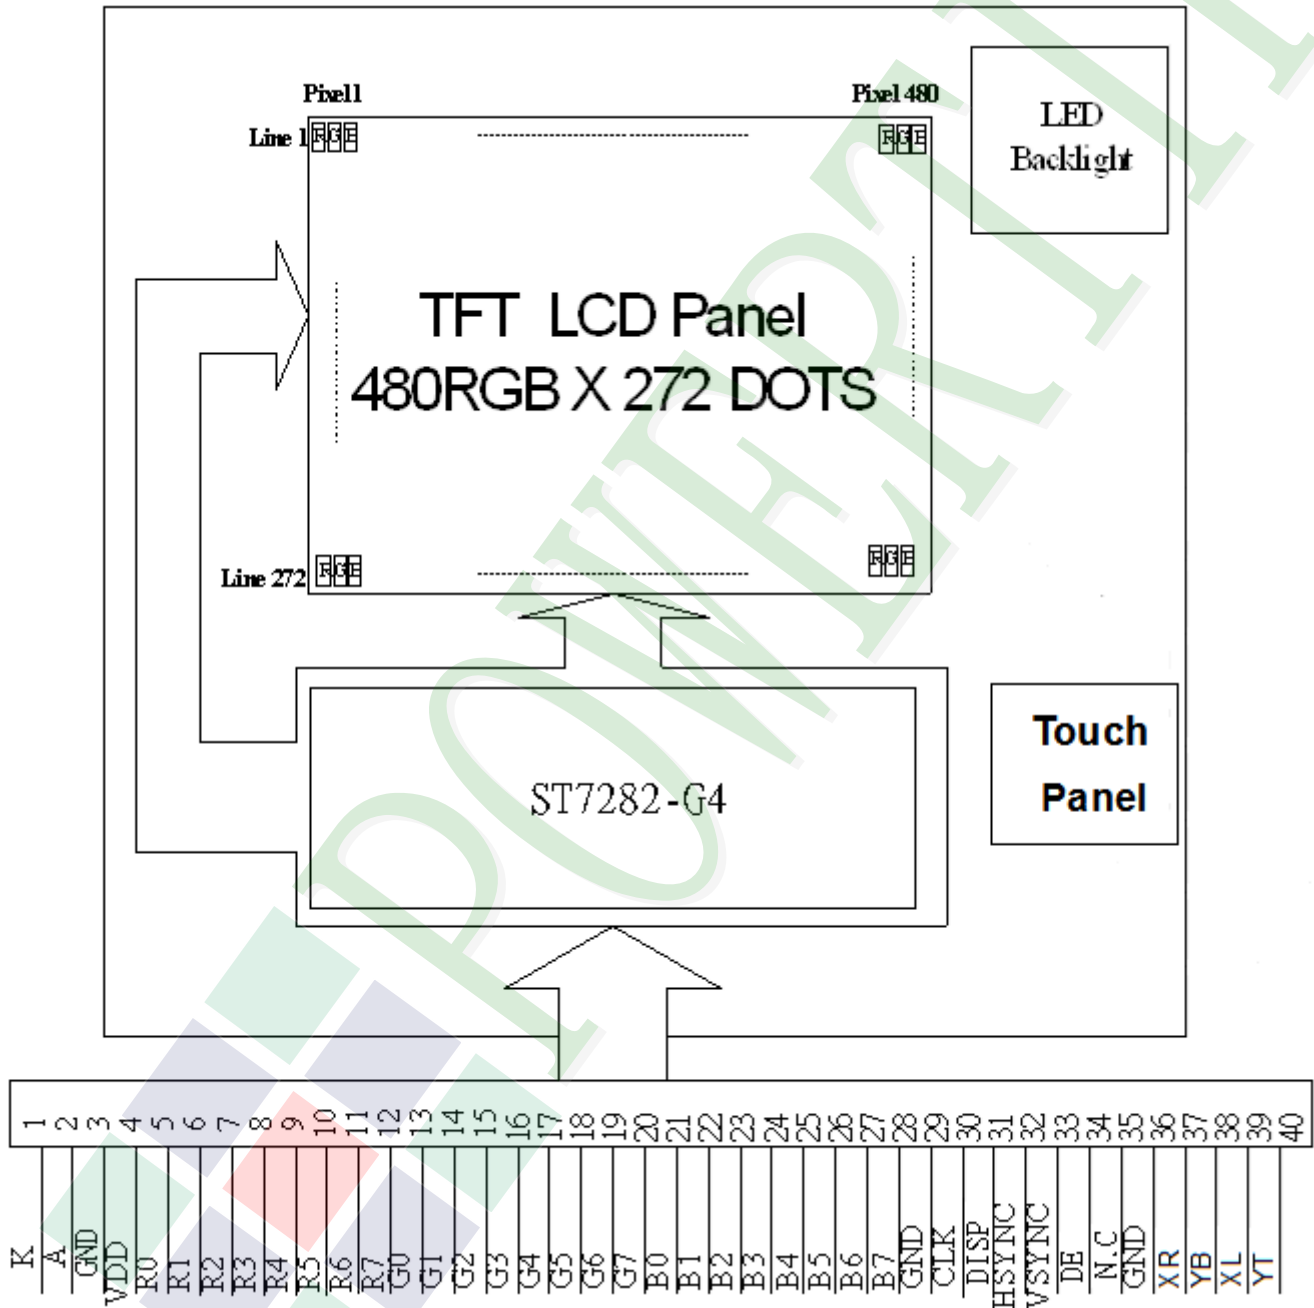 Pixel1
Pixel 480
LED
Backlight
Line 1
R G B
R G B
TFT LCD Panel
480RGB X 272 DOTS
Line 272
R G B
R G B
Touch
Panel
ST7282-G4
POWERTI
1 2 3 4 5 6 7 8 9 10 11 12 13 14 15 16 17 18 19 20 21 22 23 24 25 26 27 28 29 30 31 32 33 34 35 36 37 38 39 40
K A GND VDD R0 R1 R2 R3 R4 R5 R6 R7 G0 G1 G2 G3 G4 G5 G6 G7 B0 B1 B2 B3 B4 B5 B6 B7 GND CLK DISP HSYNC VSYNC DE N.C GND XR YB XL YT